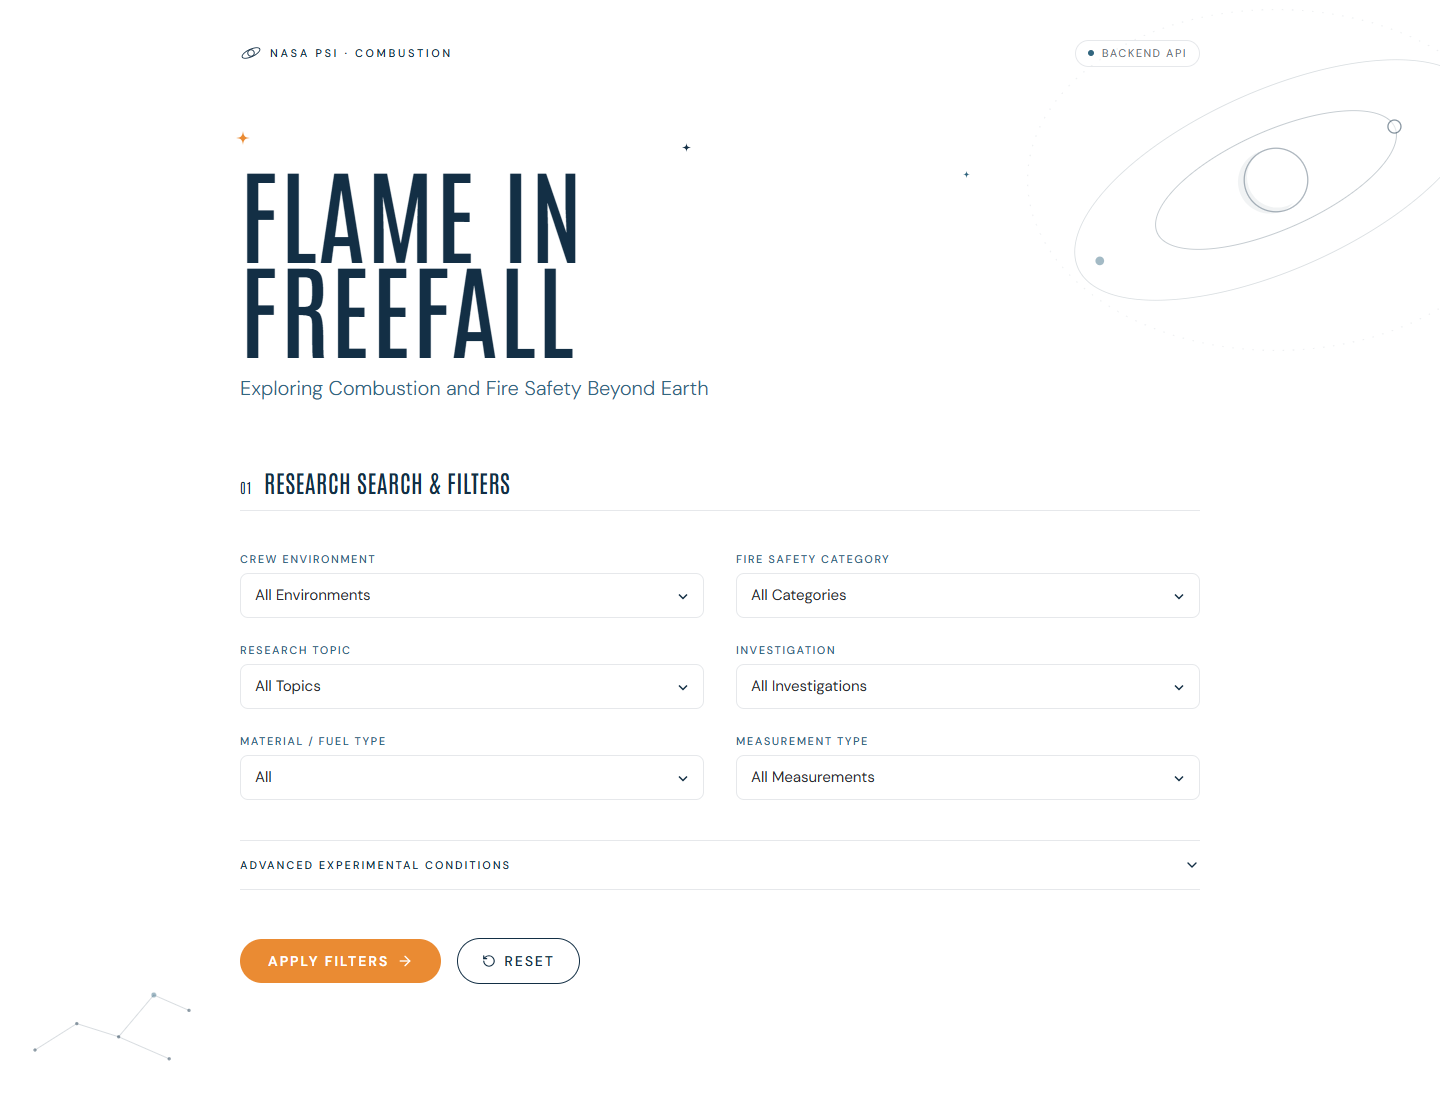 NASA PSI · COMBUSTION
BACKEND API
FLAME IN
FREEFALL
Exploring Combustion and Fire Safety Beyond Earth
01 RESEARCH SEARCH & FILTERS
CREW ENVIRONMENT
FIRE SAFETY CATEGORY
All Environments
All Categories
RESEARCH TOPIC
INVESTIGATION
All Topics
All Investigations
MATERIAL / FUEL TYPE
MEASUREMENT TYPE
All
All Measurements
ADVANCED EXPERIMENTAL CONDITIONS
APPLY FILTERS
RESET